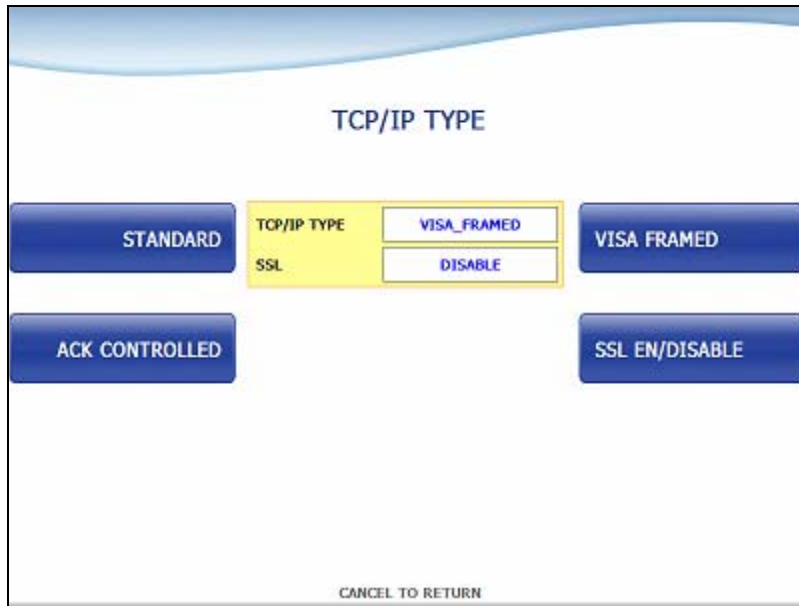 TCP/IP TYPE
STANDARD
TCP/IP TYPE VISA_FRAMED
SSL DISABLE
VISA FRAMED
ACK CONTROLLED
SSL EN/DISABLE
CANCEL TO RETURN